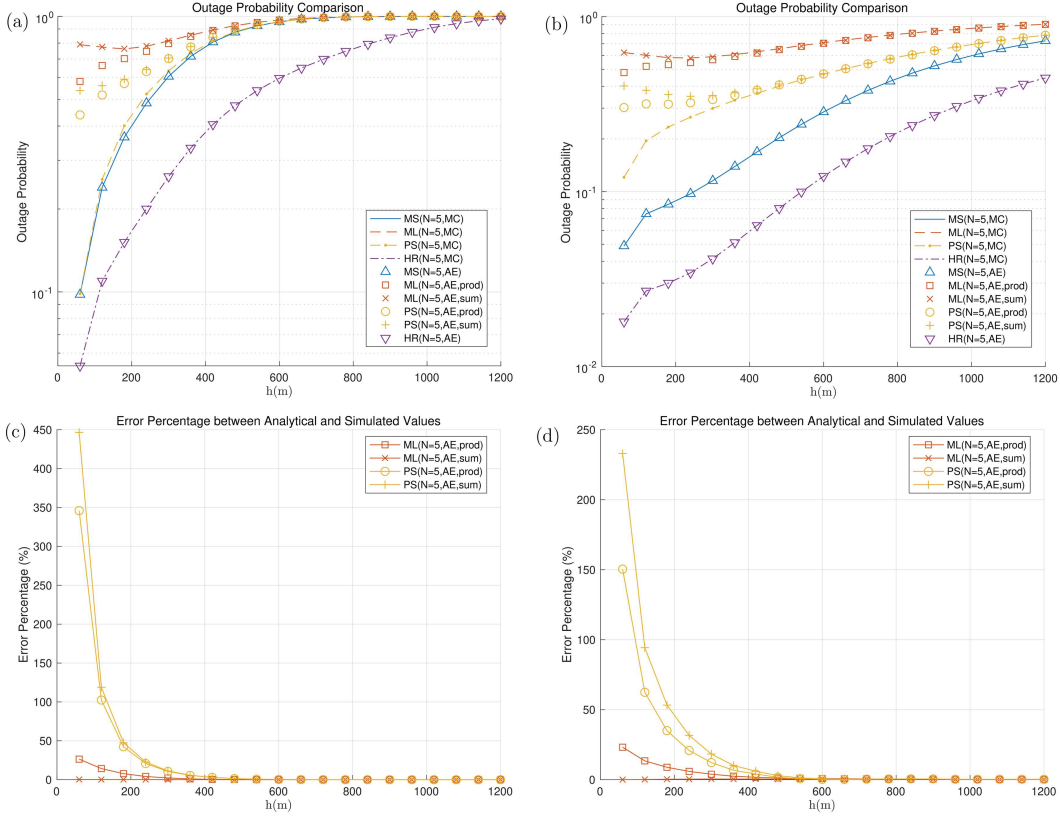 (a)
Outage Probability Comparison
10^0
10^-1
Outage Probability
MS(N=5,MC)
ML(N=5,MC)
PS(N=5,MC)
HR(N=5,MC)
MS(N=5,AE)
ML(N=5,AE,prod)
ML(N=5,AE,sum)
PS(N=5,AE,prod)
PS(N=5,AE,sum)
HR(N=5,AE)
0 200 400 600 800 1000 1200
h(m)
(b)
Outage Probability Comparison
10^0
10^-1
10^-2
Outage Probability
MS(N=5,MC)
ML(N=5,MC)
PS(N=5,MC)
HR(N=5,MC)
MS(N=5,AE)
ML(N=5,AE,prod)
ML(N=5,AE,sum)
PS(N=5,AE,prod)
PS(N=5,AE,sum)
HR(N=5,AE)
0 200 400 600 800 1000 1200
h(m)
(c)
Error Percentage between Analytical and Simulated Values
450
400
350
300
250
200
150
100
50
0
Error Percentage (%)
ML(N=5,AE,prod)
ML(N=5,AE,sum)
PS(N=5,AE,prod)
PS(N=5,AE,sum)
0 200 400 600 800 1000 1200
h(m)
(d)
Error Percentage between Analytical and Simulated Values
250
200
150
100
50
0
Error Percentage (%)
ML(N=5,AE,prod)
ML(N=5,AE,sum)
PS(N=5,AE,prod)
PS(N=5,AE,sum)
0 200 400 600 800 1000 1200
h(m)